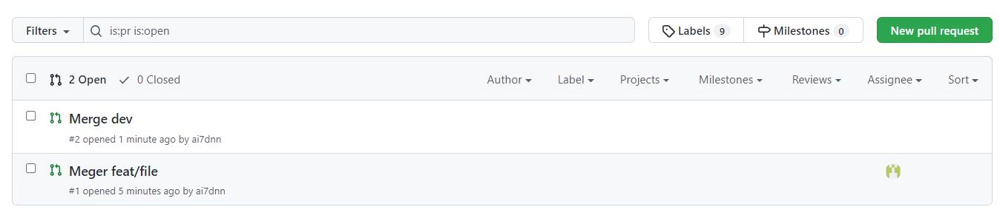 Filters is:pr is:open Labels 9 Milestones 0 New pull request
2 Open 0 Closed Author Label Projects Milestones Reviews Assignee Sort
Merge dev
#2 opened 1 minute ago by ai7dnn
Meger feat/file
#1 opened 5 minutes ago by ai7dnn